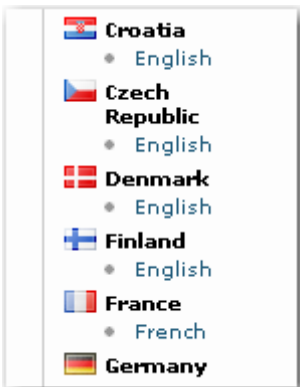 Croatia
English
Czech
Republic
English
Denmark
English
Finland
English
France
French
Germany